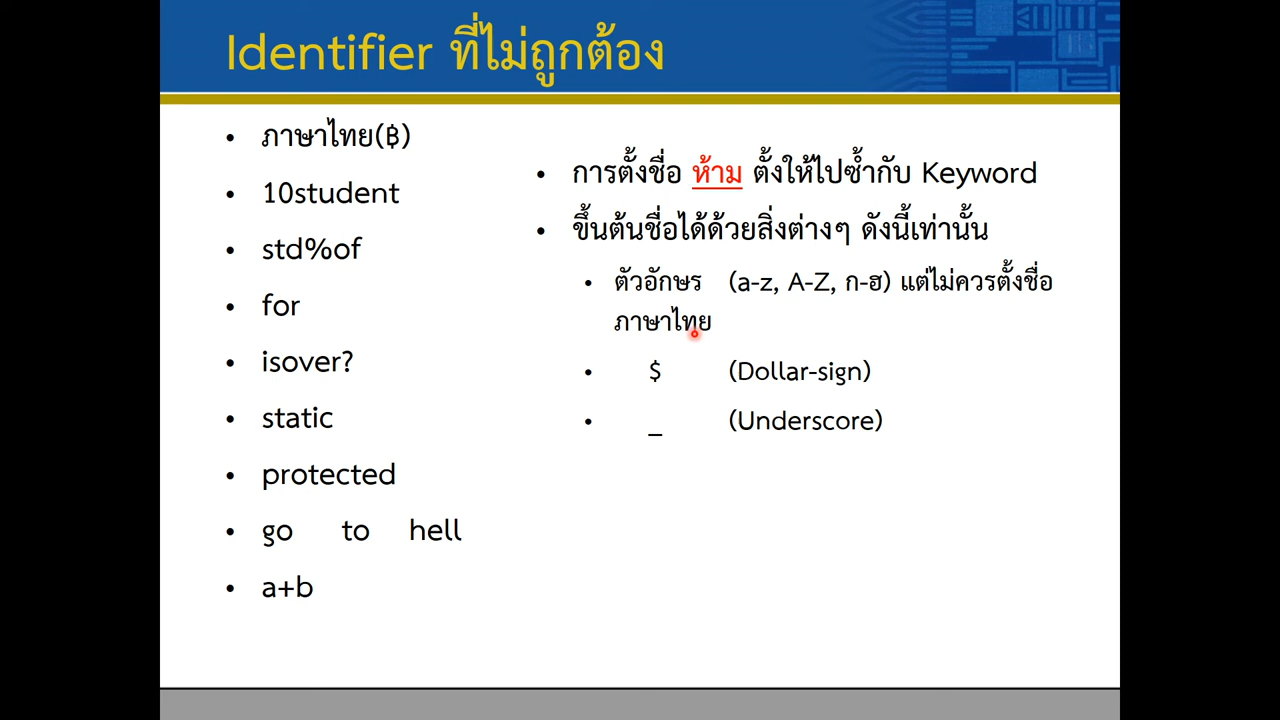 Identifier ที่ไม่ถูกต้อง
ภาษาไทย(฿)
10student
std%of
for
isover?
static
protected
go to hell
a+b
การตั้งชื่อ ห้าม ตั้งให้ไปซ้ำกับ Keyword
ขึ้นต้นชื่อได้ด้วยสิ่งต่างๆ ดังนี้เท่านั้น
ตัวอักษร (a-z, A-Z, ก-ฮ) แต่ไม่ควรตั้งชื่อ
ภาษาไทย
$ (Dollar-sign)
_ (Underscore)